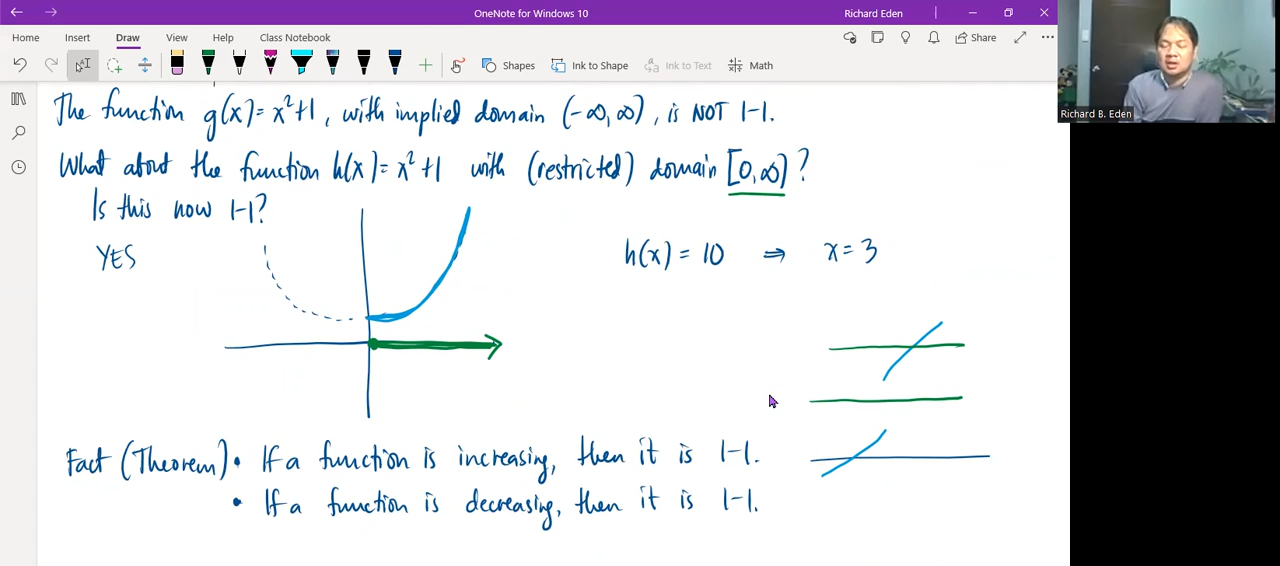 OneNote for Windows 10
Richard Eden
Home Insert Draw View Help Class Notebook
Share
Shapes Ink to Shape Ink to Text Math
Richard B. Eden
The function g(x) = x²+1, with implied domain (-∞, ∞), is NOT 1-1.
What about the function h(x) = x²+1 with (restricted) domain [0, ∞)?
Is this now 1-1?
YES
h(x) = 10 ⇒ x = 3
Fact (Theorem) • If a function is increasing, then it is 1-1.
• If a function is decreasing, then it is 1-1.